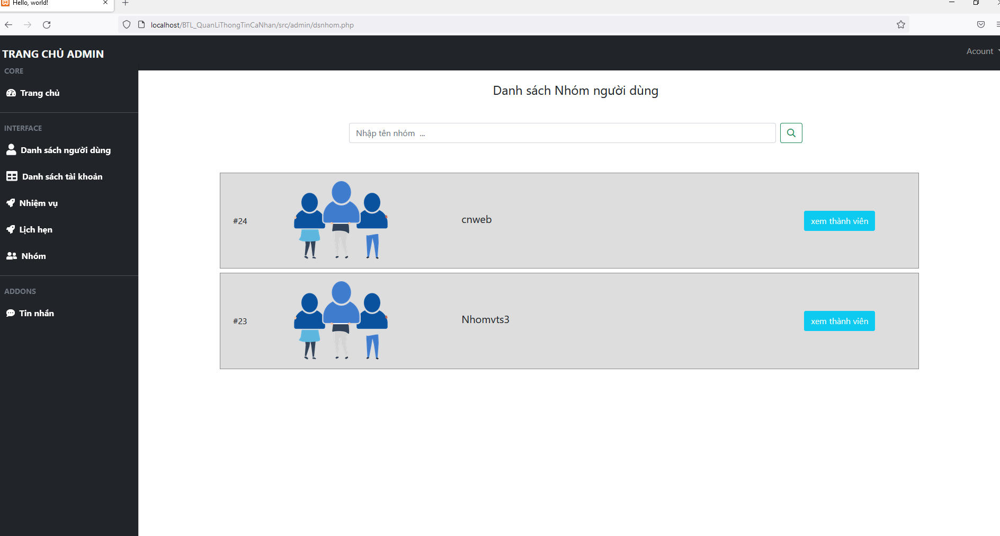 Hello, world!
localhost/BTL_QuanLiThongTinCaNhan/src/admin/dsnhom.php
TRANG CHỦ ADMIN
Acount
CORE
Trang chủ
INTERFACE
Danh sách người dùng
Danh sách tài khoản
Nhiệm vụ
Lịch hẹn
Nhóm
ADDONS
Tin nhắn
Danh sách Nhóm người dùng
Nhập tên nhóm ...
#24
cnweb
xem thành viên
#23
Nhomvts3
xem thành viên